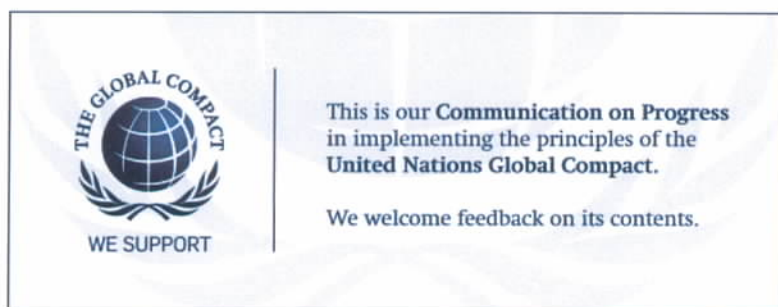 THE GLOBAL COMPACT
WE SUPPORT
This is our Communication on Progress
in implementing the principles of the
United Nations Global Compact.
We welcome feedback on its contents.